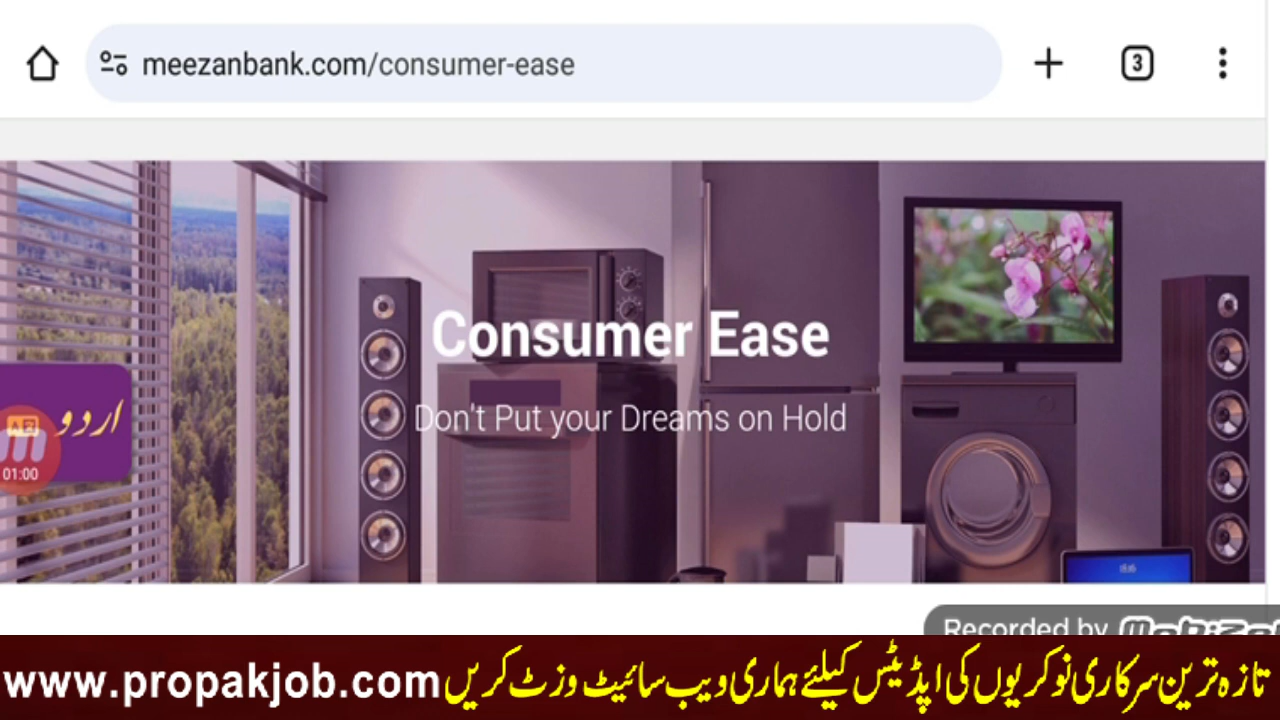 meezanbank.com/consumer-ease
3
Consumer Ease
Don't Put your Dreams on Hold
اردو
01:00
Recorded by
www.propakjob.com تازہ ترین سرکاری نوکریوں کی اپڈیٹس کیلئے ہماری ویب سائیٹ وزٹ کریں